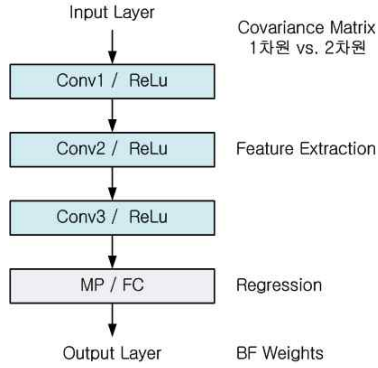 Input Layer
Covariance Matrix
1차원 vs. 2차원
Conv1 / ReLu
Conv2 / ReLu
Feature Extraction
Conv3 / ReLu
MP / FC
Regression
Output Layer
BF Weights